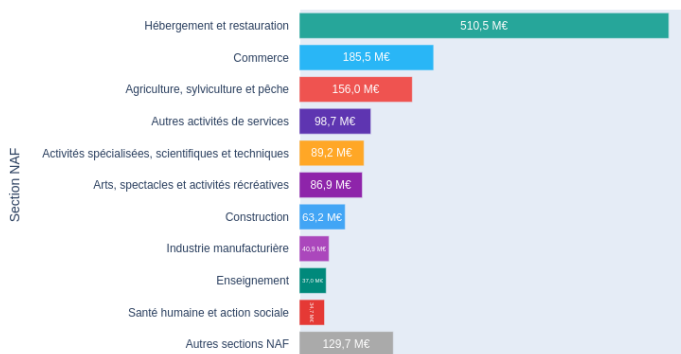 Section NAF
Hébergement et restauration 510,5 M€
Commerce 185,5 M€
Agriculture, sylviculture et pêche 156,0 M€
Autres activités de services 98,7 M€
Activités spécialisées, scientifiques et techniques 89,2 M€
Arts, spectacles et activités récréatives 86,9 M€
Construction 63,2 M€
Industrie manufacturière 40,9 M€
Enseignement 37,0 M€
Santé humaine et action sociale 34,7 M€
Autres sections NAF 129,7 M€